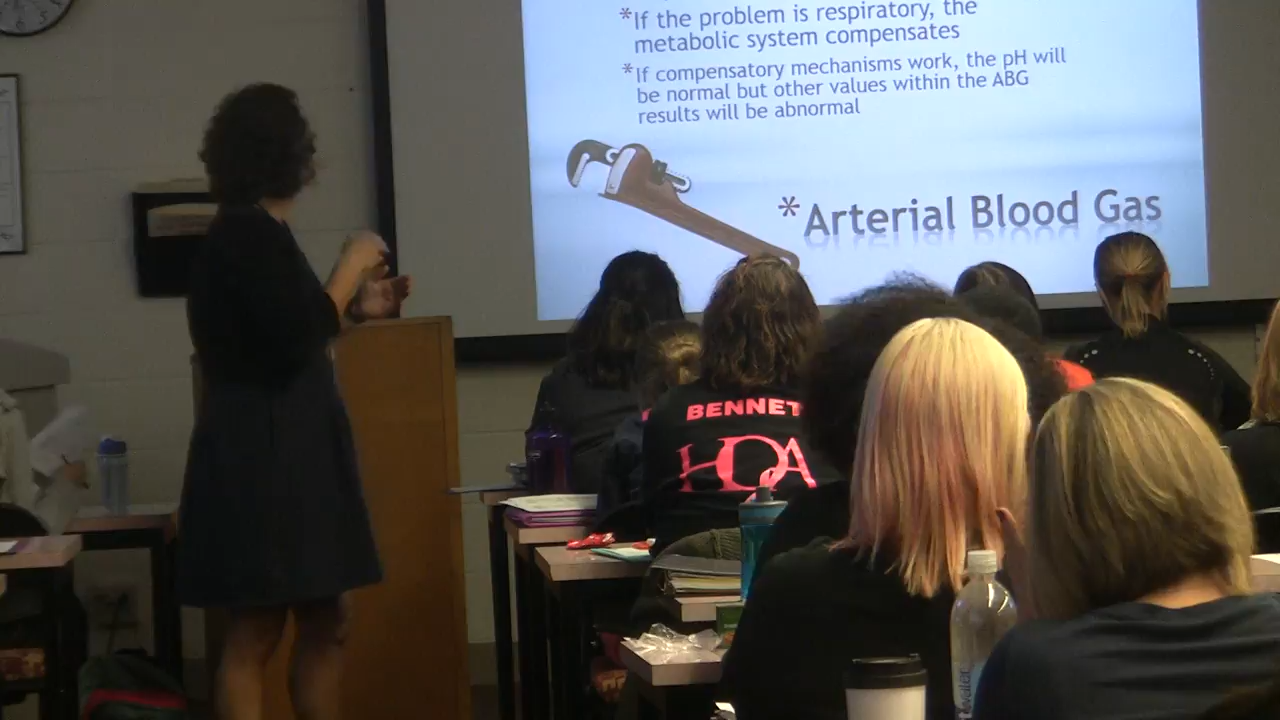 *If the problem is respiratory, the
metabolic system compensates
*If compensatory mechanisms work, the pH will
be normal but other values within the ABG
results will be abnormal
*Arterial Blood Gas
BENNET
HDA